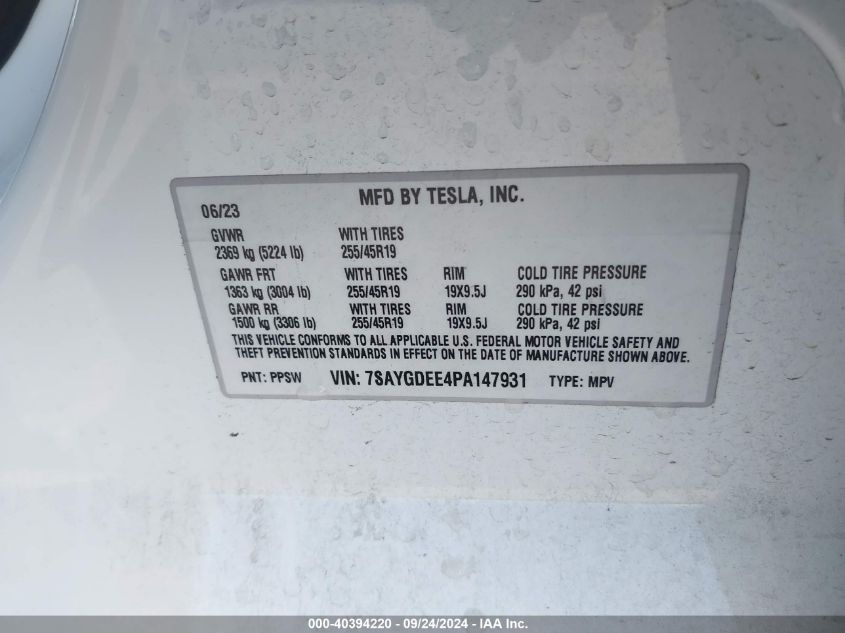 MFD BY TESLA, INC.
06/23
GVWR WITH TIRES
2369 kg (5224 lb) 255/45R19
GAWR FRT WITH TIRES RIM COLD TIRE PRESSURE
1363 kg (3004 lb) 255/45R19 19X9.5J 290 kPa, 42 psi
GAWR RR WITH TIRES RIM COLD TIRE PRESSURE
1500 kg (3306 lb) 255/45R19 19X9.5J 290 kPa, 42 psi
THIS VEHICLE CONFORMS TO ALL APPLICABLE U.S. FEDERAL MOTOR VEHICLE SAFETY AND
THEFT PREVENTION STANDARDS IN EFFECT ON THE DATE OF MANUFACTURE SHOWN ABOVE.
PNT: PPSW VIN: 7SAYGDEE4PA147931 TYPE: MPV
000-40394220 - 09/24/2024 - IAA Inc.